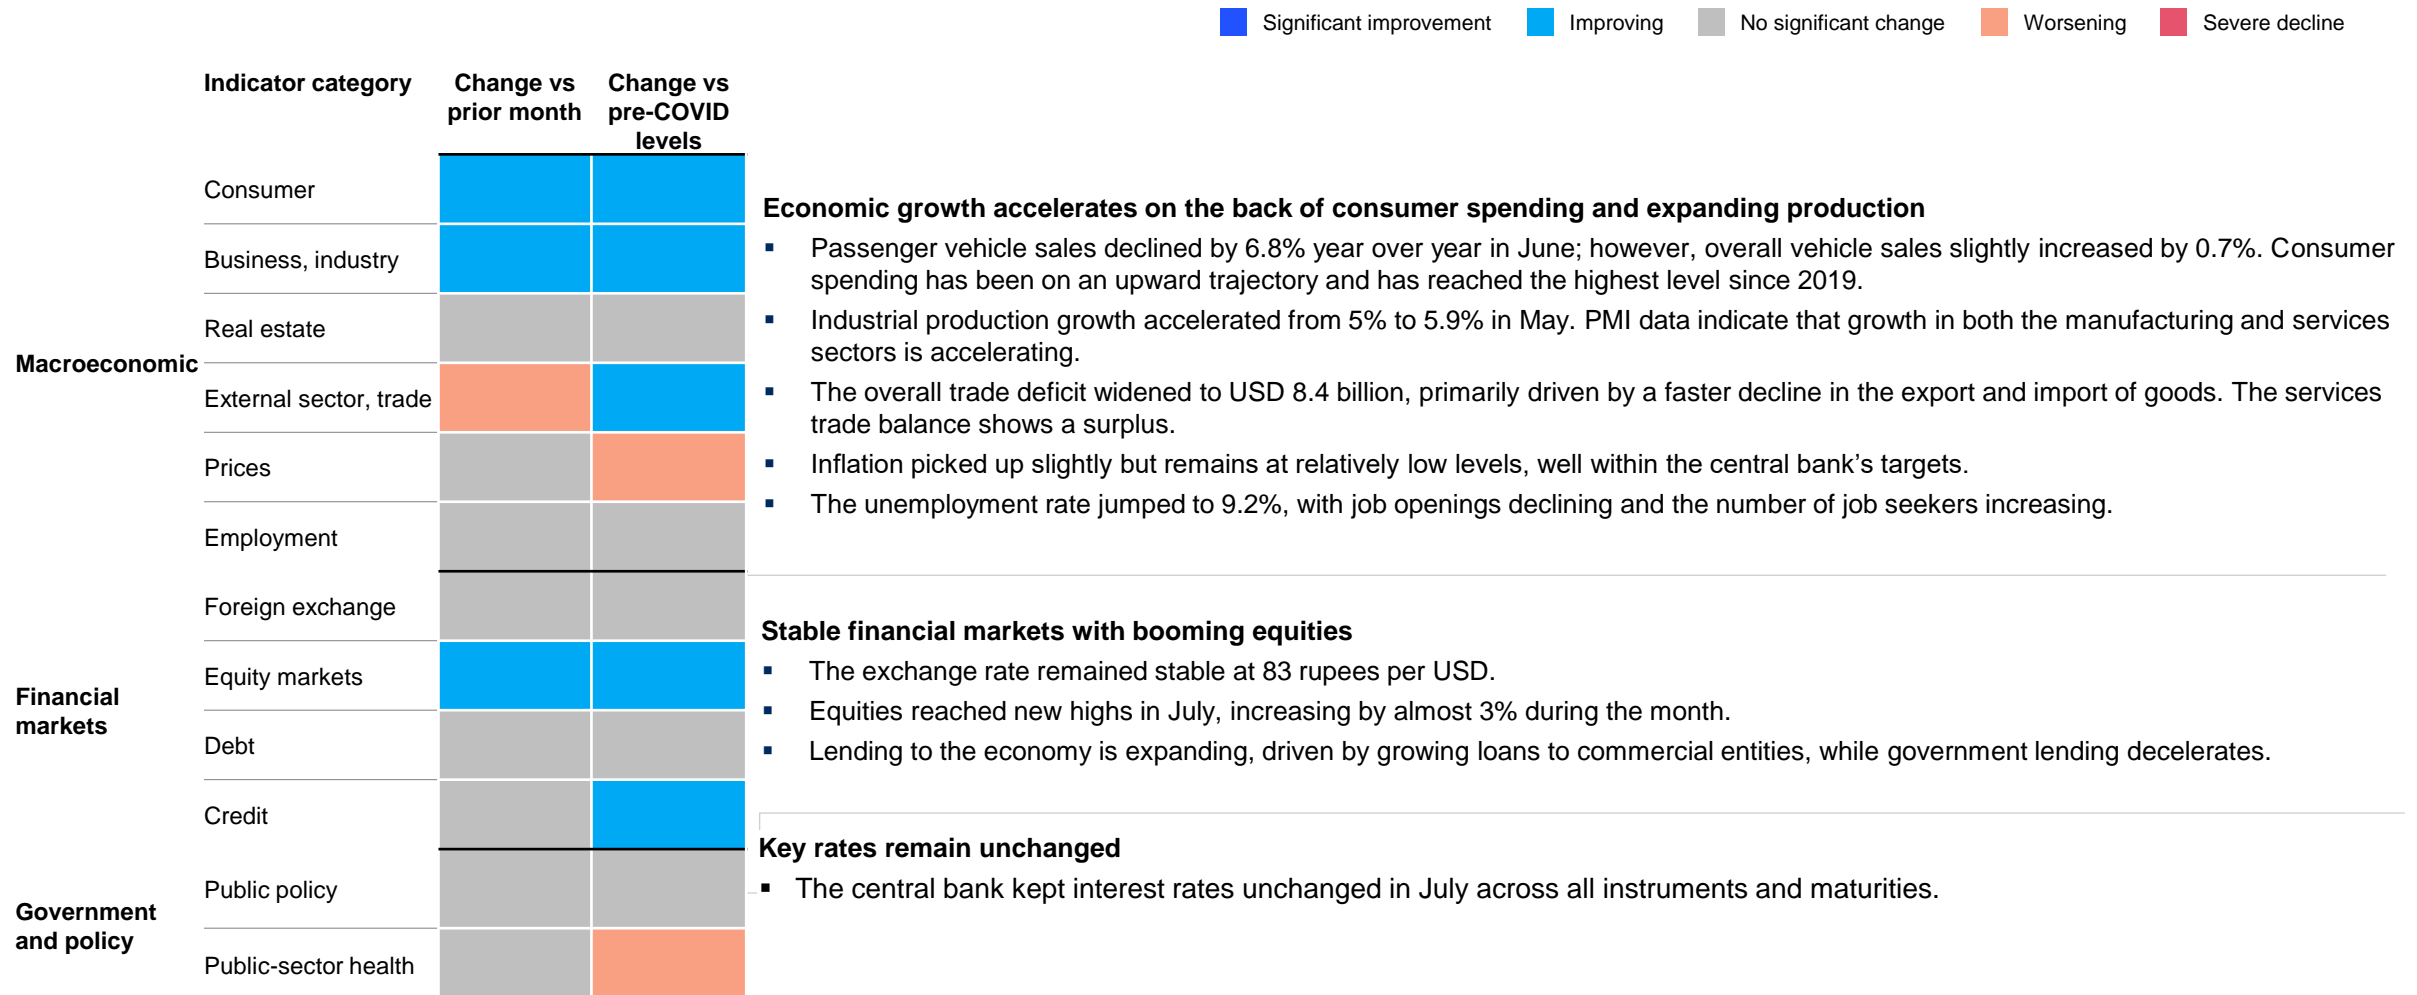 Significant improvement
Improving
No significant change
Worsening
Severe decline
Indicator category
Change vs
prior month
Change vs
pre-COVID
levels
Macroeconomic
Consumer
Business, industry
Real estate
External sector, trade
Prices
Employment
Economic growth accelerates on the back of consumer spending and expanding production
▪ Passenger vehicle sales declined by 6.8% year over year in June; however, overall vehicle sales slightly increased by 0.7%. Consumer
spending has been on an upward trajectory and has reached the highest level since 2019.
▪ Industrial production growth accelerated from 5% to 5.9% in May. PMI data indicate that growth in both the manufacturing and services
sectors is accelerating.
▪ The overall trade deficit widened to USD 8.4 billion, primarily driven by a faster decline in the export and import of goods. The services
trade balance shows a surplus.
▪ Inflation picked up slightly but remains at relatively low levels, well within the central bank’s targets.
▪ The unemployment rate jumped to 9.2%, with job openings declining and the number of job seekers increasing.
Financial
markets
Foreign exchange
Equity markets
Debt
Credit
Stable financial markets with booming equities
▪ The exchange rate remained stable at 83 rupees per USD.
▪ Equities reached new highs in July, increasing by almost 3% during the month.
▪ Lending to the economy is expanding, driven by growing loans to commercial entities, while government lending decelerates.
Government
and policy
Public policy
Public-sector health
Key rates remain unchanged
▪ The central bank kept interest rates unchanged in July across all instruments and maturities.